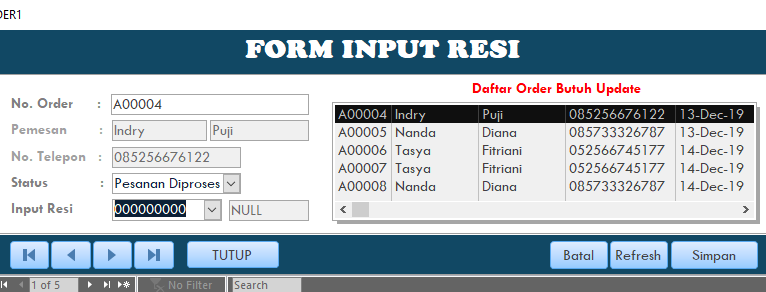 DER1
FORM INPUT RESI
No. Order : A00004
Pemesan : Indry Puji
No. Telepon : 085256676122
Status : Pesanan Diproses
Input Resi : 000000000 NULL
Daftar Order Butuh Update
A00004 Indry Puji 085256676122 13-Dec-19
A00005 Nanda Diana 085733326787 13-Dec-19
A00006 Tasya Fitriani 052566745177 14-Dec-19
A00007 Tasya Fitriani 052566745177 14-Dec-19
A00008 Nanda Diana 085733326787 14-Dec-19
TUTUP Batal Refresh Simpan
1 of 5 No Filter Search